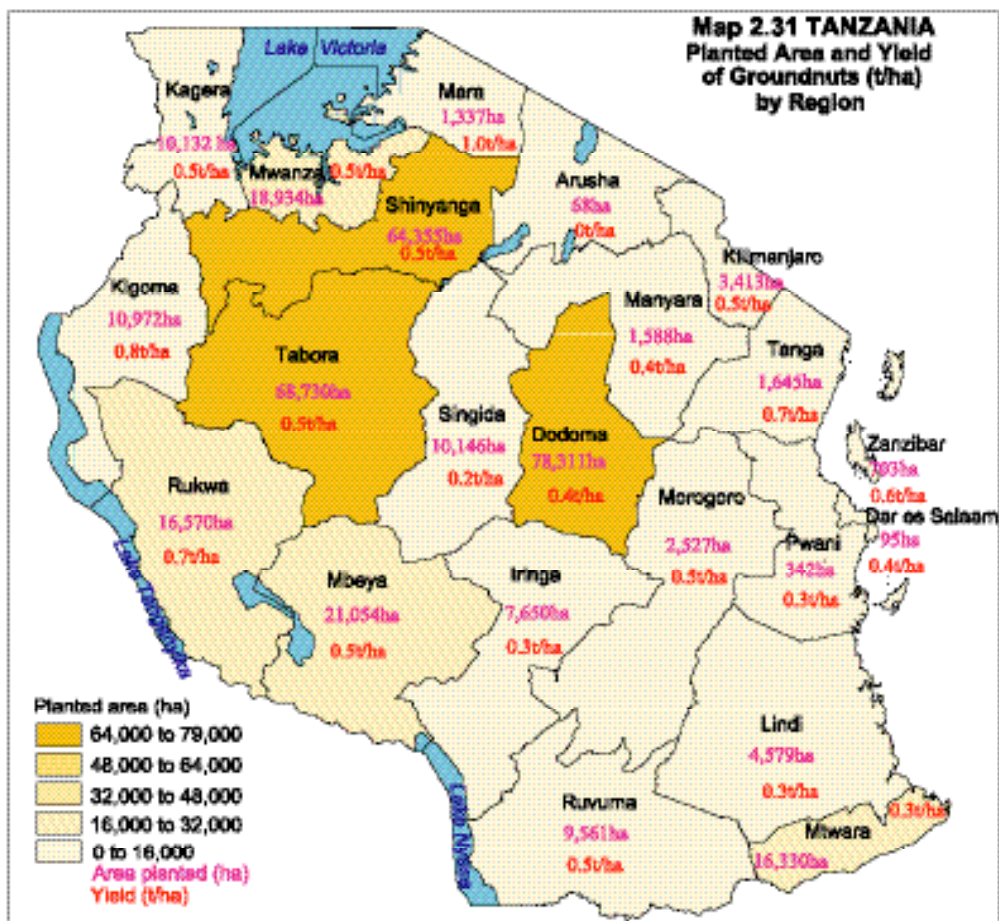 Map 2.31 TANZANIA
Planted Area and Yield
of Groundnuts (t/ha)
by Region
Lake Victoria
Kagera
10,132 ha
0.5t/ha
Mara
1,337ha
1.0t/ha
Mwanza
0.5t/ha
18,934ha
Shinyanga
64,355ha
0.5t/ha
Arusha
68ha
0t/ha
Kilimanjaro
3,413ha
0.5t/ha
Kigoma
10,972ha
0.8t/ha
Tabora
68,730ha
0.5t/ha
Manyara
1,588ha
0.4t/ha
Tanga
1,645ha
0.7t/ha
Singida
10,146ha
0.2t/ha
Dodoma
78,311ha
0.4t/ha
Zanzibar
0.6t/ha
Rukwa
16,570ha
0.7t/ha
Morogoro
2,527ha
0.5t/ha
Dar es Salaam
95ha
0.4t/ha
Pwani
342ha
0.3t/ha
Lake Tanganyika
Mbeya
21,054ha
0.5t/ha
Iringa
7,650ha
0.3t/ha
Lindi
4,579ha
0.3t/ha
Lake Nyasa
Ruvuma
9,561ha
0.5t/ha
0.3t/ha
Mtwara
16,330ha
Planted area (ha)
64,000 to 79,000
48,000 to 64,000
32,000 to 48,000
16,000 to 32,000
0 to 16,000
Area planted (ha)
Yield (t/ha)